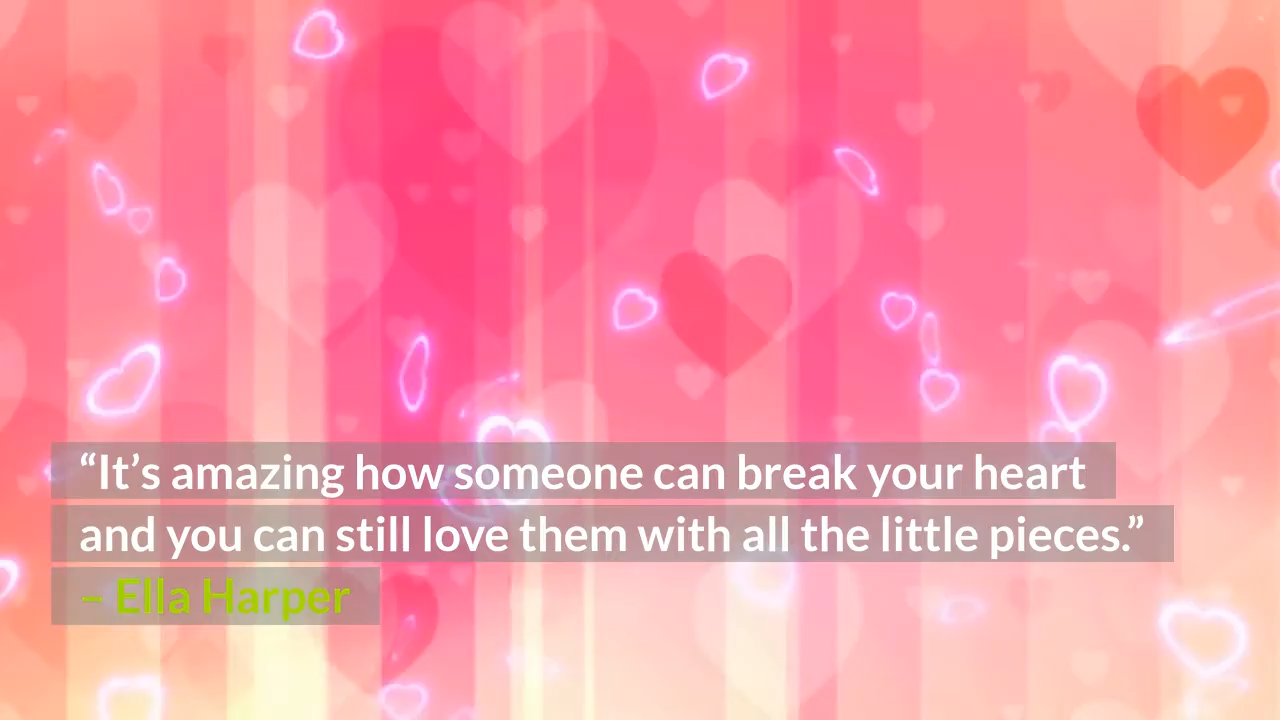 “It’s amazing how someone can break your heart
and you can still love them with all the little pieces.”
– Ella Harper